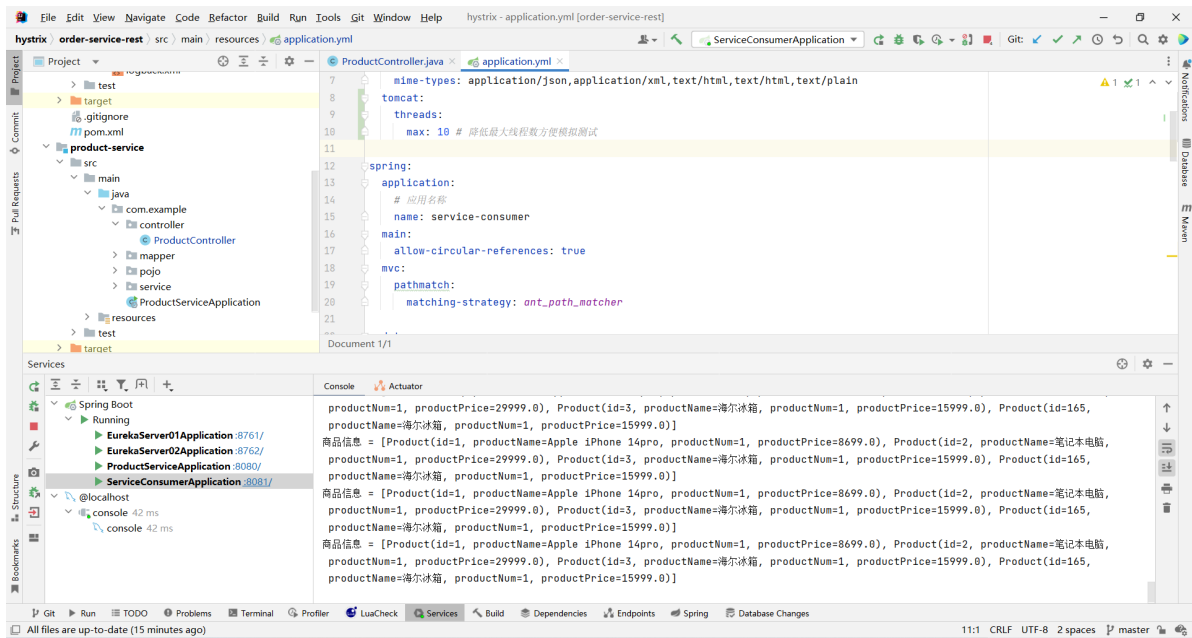 File Edit View Navigate Code Refactor Build Run Tools Git Window Help hystrix - application.yml [order-service-rest]
hystrix order-service-rest src main resources application.yml ServiceConsumerApplication Git:
Project
ProductController.java application.yml
test
target
.gitignore
pom.xml
product-service
src
main
java
com.example
controller
ProductController
mapper
pojo
service
ProductServiceApplication
resources
test
target
7 mime-types: application/json,application/xml,text/html,text/html,text/plain
8 tomcat:
9 threads:
10 max: 10 # 降低最大线程数方便模拟测试
11
12 spring:
13 application:
14 # 应用名称
15 name: service-consumer
16 main:
17 allow-circular-references: true
18 mvc:
19 pathmatch:
20 matching-strategy: ant_path_matcher
21
1 1
Document 1/1
Project
Commit
Pull Requests
Structure
Bookmarks
Notifications
Database
Maven
Services
Console Actuator
Spring Boot
Running
EurekaServer01Application :8761/
EurekaServer02Application :8762/
ProductServiceApplication :8080/
ServiceConsumerApplication :8081/
@localhost
console 42 ms
console 42 ms
productNum=1, productPrice=29999.0), Product(id=3, productName=海尔冰箱, productNum=1, productPrice=15999.0), Product(id=165,
productName=海尔冰箱, productNum=1, productPrice=15999.0)]
商品信息 = [Product(id=1, productName=Apple iPhone 14pro, productNum=1, productPrice=8699.0), Product(id=2, productName=笔记本电脑,
productNum=1, productPrice=29999.0), Product(id=3, productName=海尔冰箱, productNum=1, productPrice=15999.0), Product(id=165,
productName=海尔冰箱, productNum=1, productPrice=15999.0)]
商品信息 = [Product(id=1, productName=Apple iPhone 14pro, productNum=1, productPrice=8699.0), Product(id=2, productName=笔记本电脑,
productNum=1, productPrice=29999.0), Product(id=3, productName=海尔冰箱, productNum=1, productPrice=15999.0), Product(id=165,
productName=海尔冰箱, productNum=1, productPrice=15999.0)]
商品信息 = [Product(id=1, productName=Apple iPhone 14pro, productNum=1, productPrice=8699.0), Product(id=2, productName=笔记本电脑,
productNum=1, productPrice=29999.0), Product(id=3, productName=海尔冰箱, productNum=1, productPrice=15999.0), Product(id=165,
productName=海尔冰箱, productNum=1, productPrice=15999.0)]
Git Run TODO Problems Terminal Profiler LuaCheck Services Build Dependencies Endpoints Spring Database Changes
All files are up-to-date (15 minutes ago) 11:1 CRLF UTF-8 2 spaces master